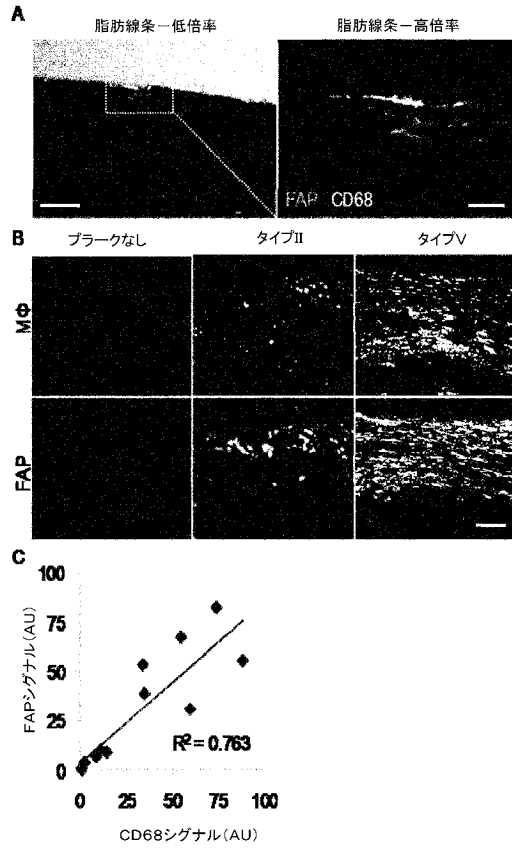 A
脂肪線条－低倍率
脂肪線条－高倍率
FAP CD68
B
プラークなし
タイプII
タイプV
MΦ
FAP
C
FAPシグナル(AU)
100
75
50
25
0
R² = 0.763
0 25 50 75 100
CD68シグナル(AU)